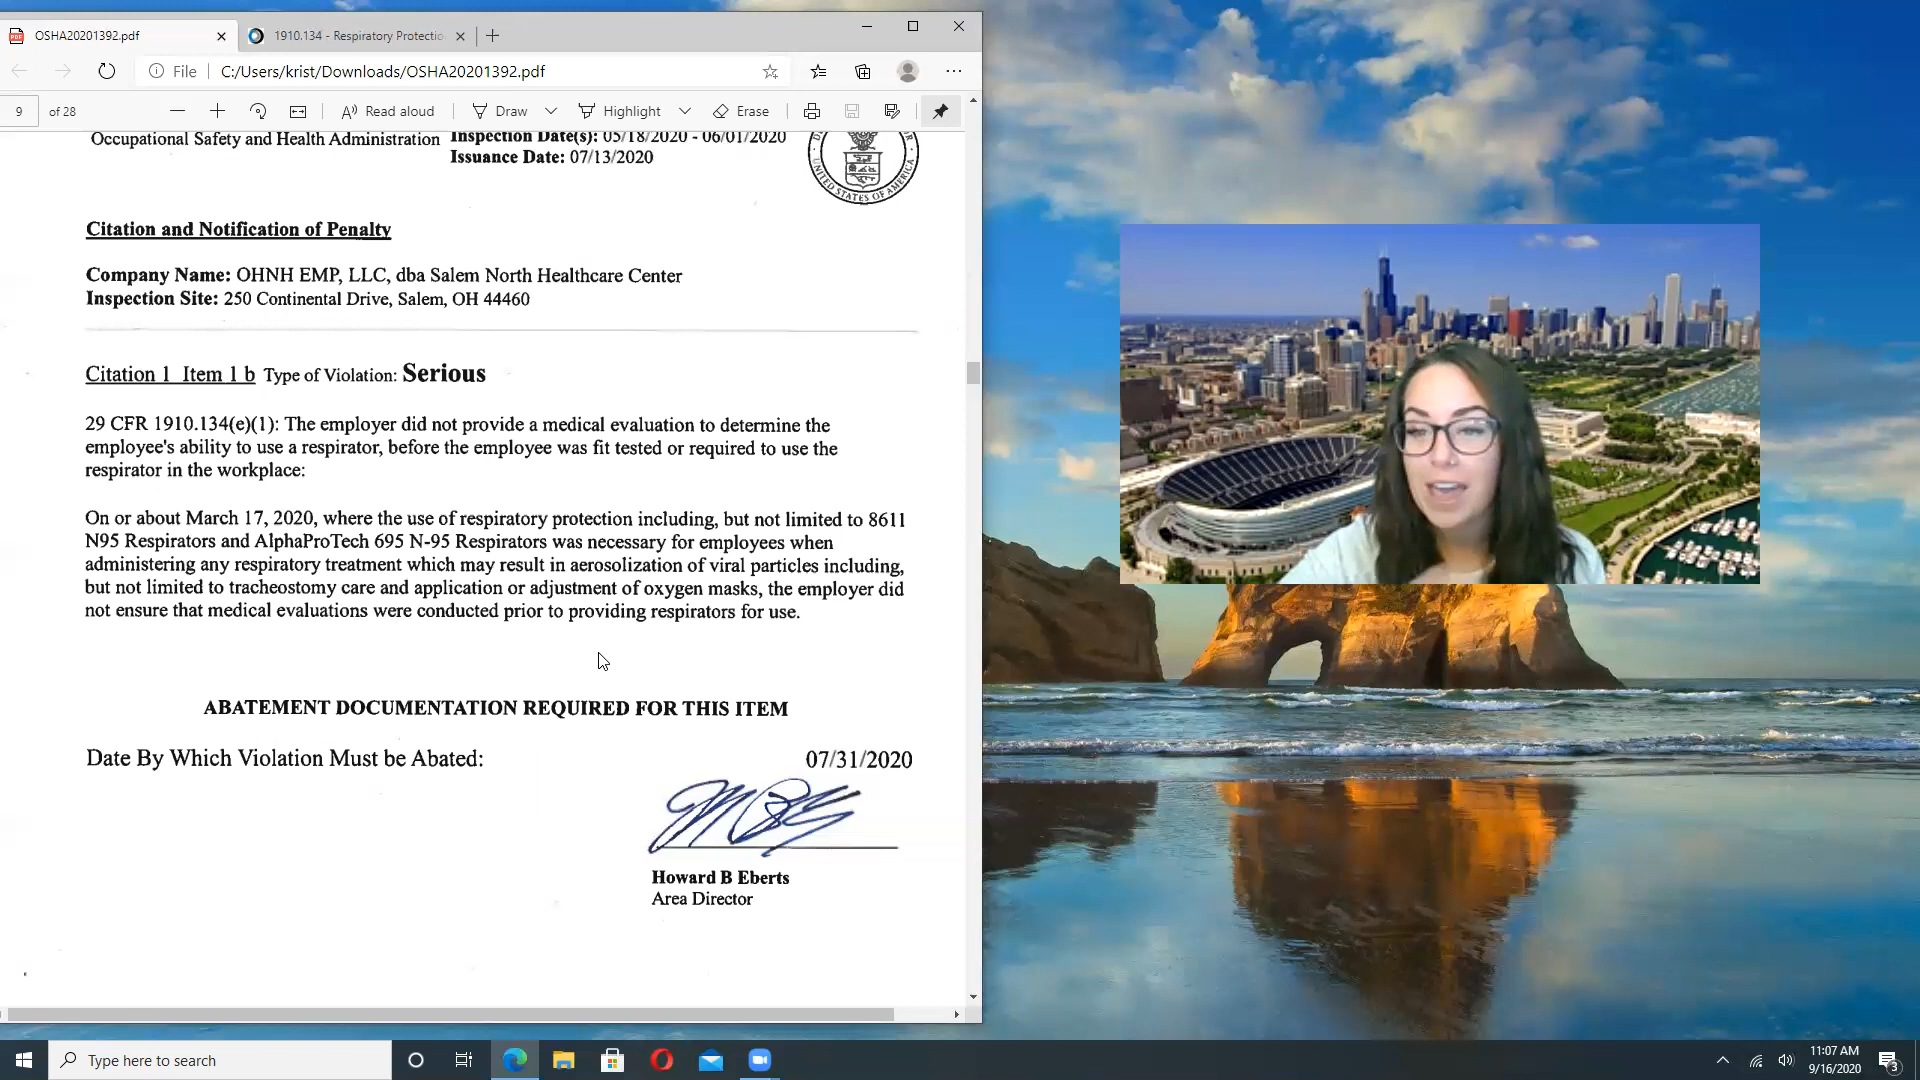 OSHA20201392.pdf
1910.134 - Respiratory Protectio
File
C:/Users/krist/Downloads/OSHA20201392.pdf
9 of 28
Read aloud
Draw
Highlight
Erase
Occupational Safety and Health Administration
Inspection Date(s): 05/18/2020 - 06/01/2020
Issuance Date: 07/13/2020
UNITED STATES OF AMERICA
Citation and Notification of Penalty
Company Name: OHNH EMP, LLC, dba Salem North Healthcare Center
Inspection Site: 250 Continental Drive, Salem, OH 44460
Citation 1 Item 1 b Type of Violation: Serious
29 CFR 1910.134(e)(1): The employer did not provide a medical evaluation to determine the
employee's ability to use a respirator, before the employee was fit tested or required to use the
respirator in the workplace:
On or about March 17, 2020, where the use of respiratory protection including, but not limited to 8611
N95 Respirators and AlphaProTech 695 N-95 Respirators was necessary for employees when
administering any respiratory treatment which may result in aerosolization of viral particles including,
but not limited to tracheostomy care and application or adjustment of oxygen masks, the employer did
not ensure that medical evaluations were conducted prior to providing respirators for use.
ABATEMENT DOCUMENTATION REQUIRED FOR THIS ITEM
Date By Which Violation Must be Abated: 07/31/2020
Howard B Eberts
Area Director
Type here to search
11:07 AM
9/16/2020
3